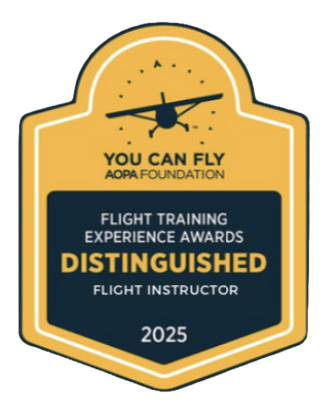 YOU CAN FLY
AOPA FOUNDATION
FLIGHT TRAINING
EXPERIENCE AWARDS
DISTINGUISHED
FLIGHT INSTRUCTOR
2025